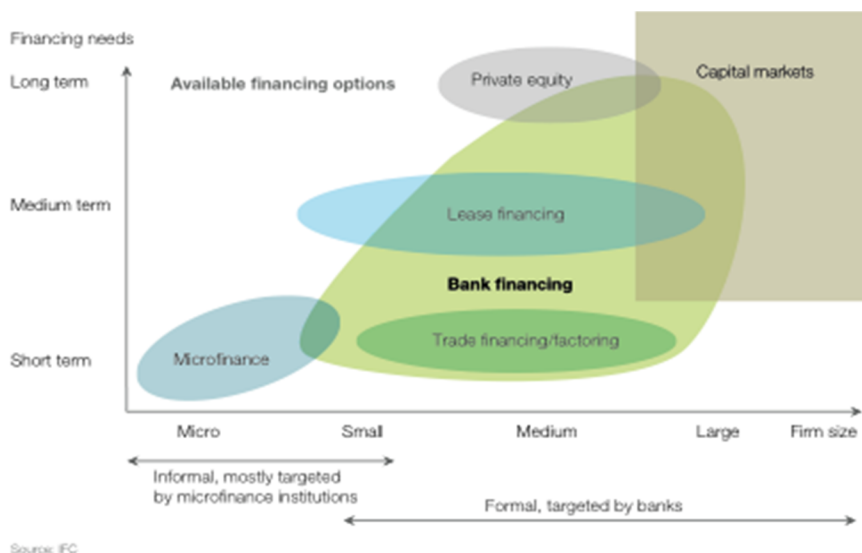 Financing needs
Long term
Available financing options
Private equity
Capital markets
Medium term
Lease financing
Bank financing
Trade financing/factoring
Short term
Microfinance
Micro
Small
Medium
Large
Firm size
Informal, mostly targeted
by microfinance institutions
Formal, targeted by banks
Source: IFC